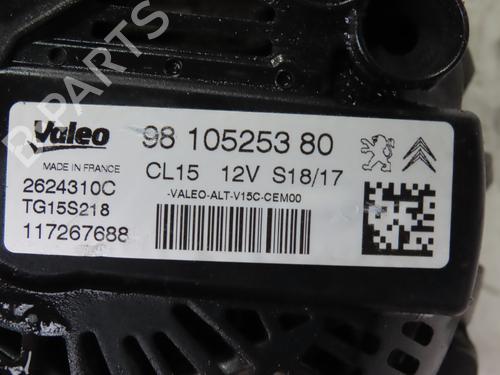 Valeo
MADE IN FRANCE
2624310C
TG15S218
117267688
98 105253 80
CL15 12V S18/17
-VALEO-ALT-V15C-CEM00
B PARTS